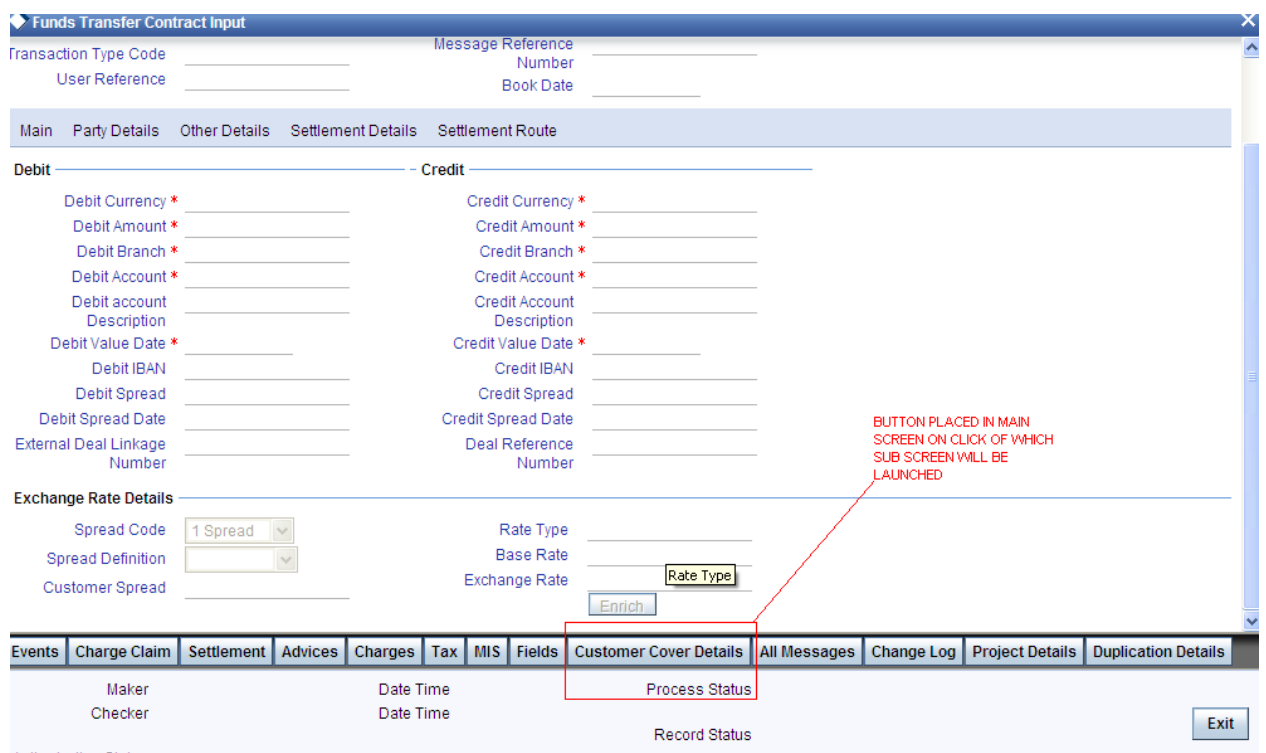 Funds Transfer Contract Input
Transaction Type Code
User Reference
Message Reference
Number
Book Date
Main Party Details Other Details Settlement Details Settlement Route
Debit
Debit Currency *
Debit Amount *
Debit Branch *
Debit Account *
Debit account
Description
Debit Value Date *
Debit IBAN
Debit Spread
Debit Spread Date
External Deal Linkage
Number
Credit
Credit Currency *
Credit Amount *
Credit Branch *
Credit Account *
Credit Account
Description
Credit Value Date *
Credit IBAN
Credit Spread
Credit Spread Date
Deal Reference
Number
BUTTON PLACED IN MAIN
SCREEN ON CLICK OF WHICH
SUB SCREEN WILL BE
LAUNCHED
Exchange Rate Details
Spread Code 1 Spread
Spread Definition
Customer Spread
Rate Type
Base Rate
Exchange Rate
Rate Type
Enrich
Events Charge Claim Settlement Advices Charges Tax MIS Fields Customer Cover Details All Messages Change Log Project Details Duplication Details
Maker Date Time Process Status
Checker Date Time
Record Status
Exit